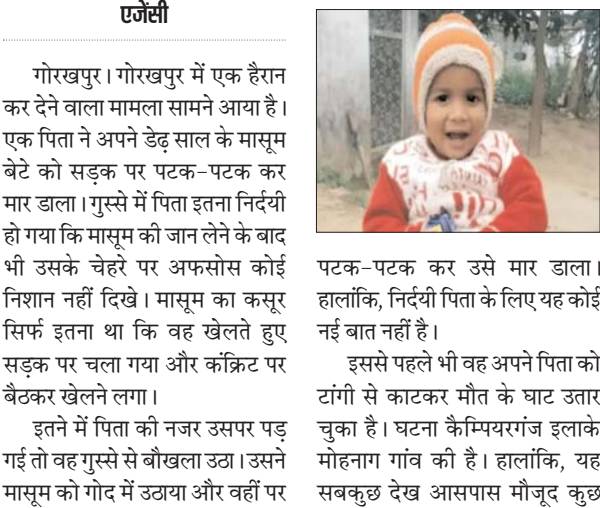 एजेंसी
गोरखपुर। गोरखपुर में एक हैरान
कर देने वाला मामला सामने आया है।
एक पिता ने अपने डेढ़ साल के मासूम
बेटे को सड़क पर पटक-पटक कर
मार डाला। गुस्से में पिता इतना निर्दयी
हो गया कि मासूम की जान लेने के बाद
भी उसके चेहरे पर अफसोस कोई
निशान नहीं दिखे। मासूम का कसूर
सिर्फ इतना था कि वह खेलते हुए
सड़क पर चला गया और कंक्रिट पर
बैठकर खेलने लगा।
इतने में पिता की नजर उसपर पड़
गई तो वह गुस्से से बौखला उठा। उसने
मासूम को गोद में उठाया और वहीं पर
पटक-पटक कर उसे मार डाला।
हालांकि, निर्दयी पिता के लिए यह कोई
नई बात नहीं है।
इससे पहले भी वह अपने पिता को
टांगी से काटकर मौत के घाट उतार
चुका है। घटना कैम्पियरगंज इलाके
मोहनाग गांव की है। हालांकि, यह
सबकुछ देख आसपास मौजूद कुछ